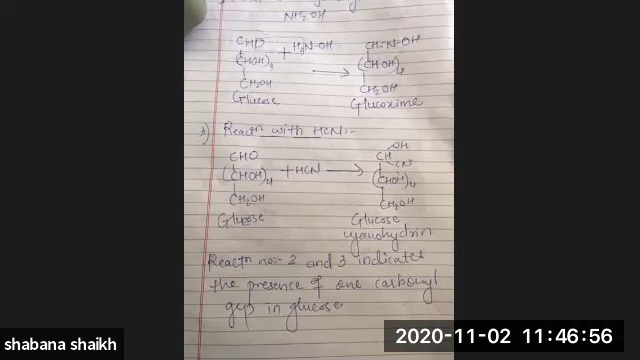 NH2OH
CHO + H2N-OH CH=N-OH
(CHOH)4 → (CHOH)4
CH2OH CH2OH
Glucose Glucoxime
3) Reactn with HCN:-
CHO CH OH CN
(CHOH)4 + HCN → (CHOH)4
CH2OH CH2OH
Glucose Glucose
cyanohydrin
Reactn no:- 2 and 3 indicates
the presence of one carbonyl
gep in glucose
shabana shaikh
2020-11-02 11:46:56